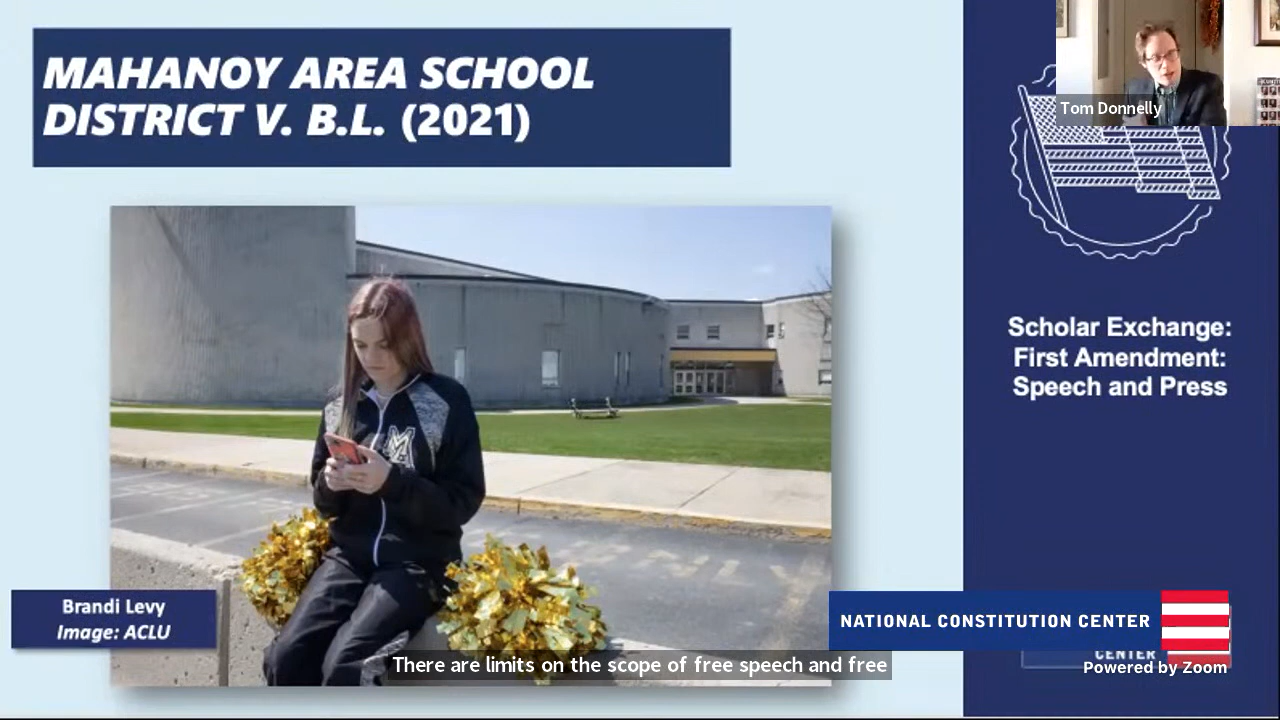 MAHANOY AREA SCHOOL
DISTRICT V. B.L. (2021)
Tom Donnelly
Scholar Exchange:
First Amendment:
Speech and Press
Brandi Levy
Image: ACLU
NATIONAL CONSTITUTION CENTER
CENTER
Powered by Zoom
There are limits on the scope of free speech and free
M